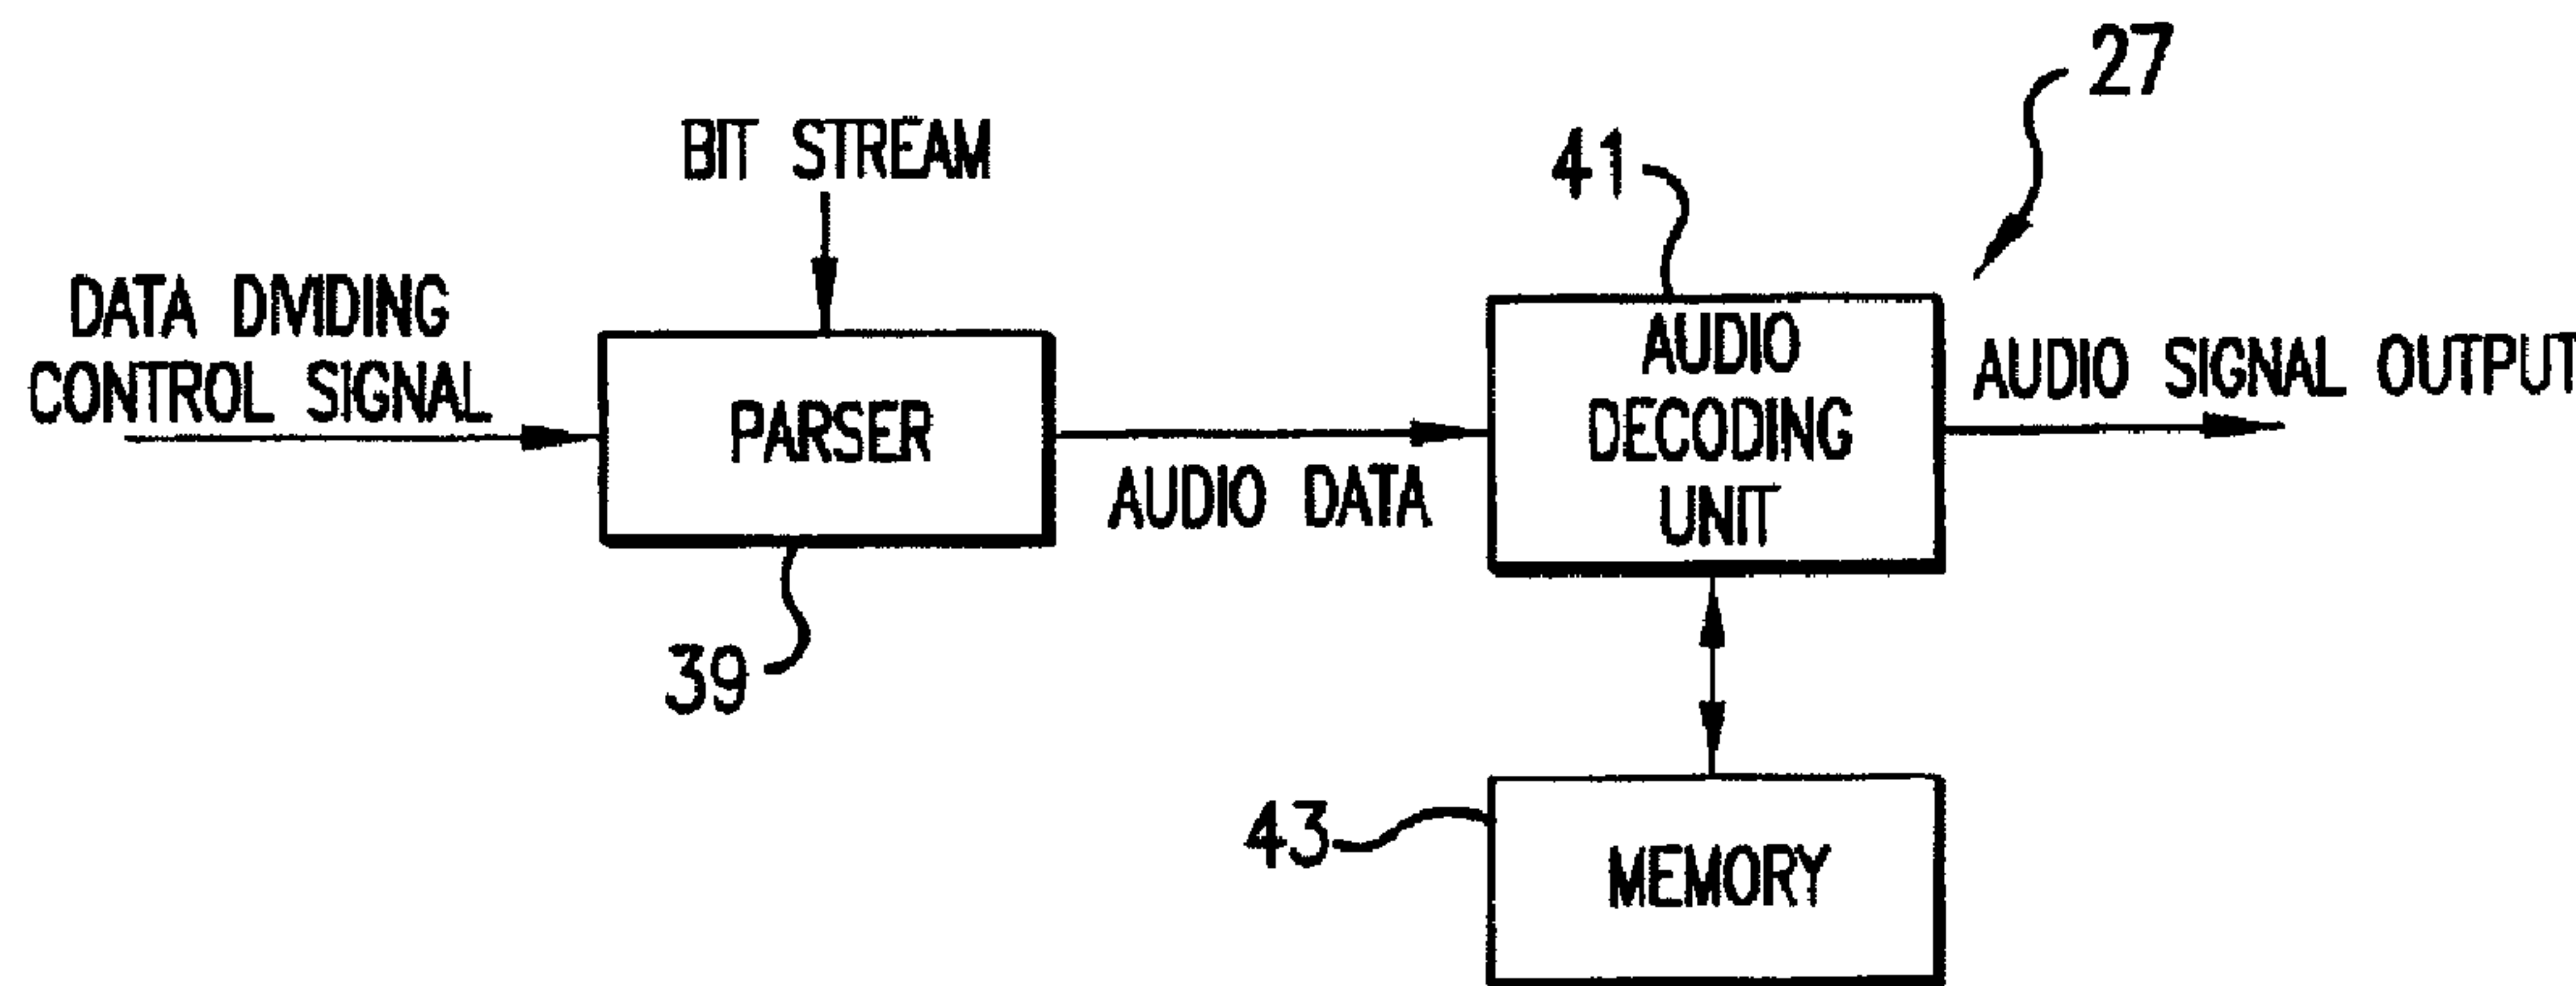 27
BIT STREAM
41
DATA DIVIDING
CONTROL SIGNAL
PARSER
AUDIO DATA
AUDIO
DECODING
UNIT
AUDIO SIGNAL OUTPUT
39
43
MEMORY